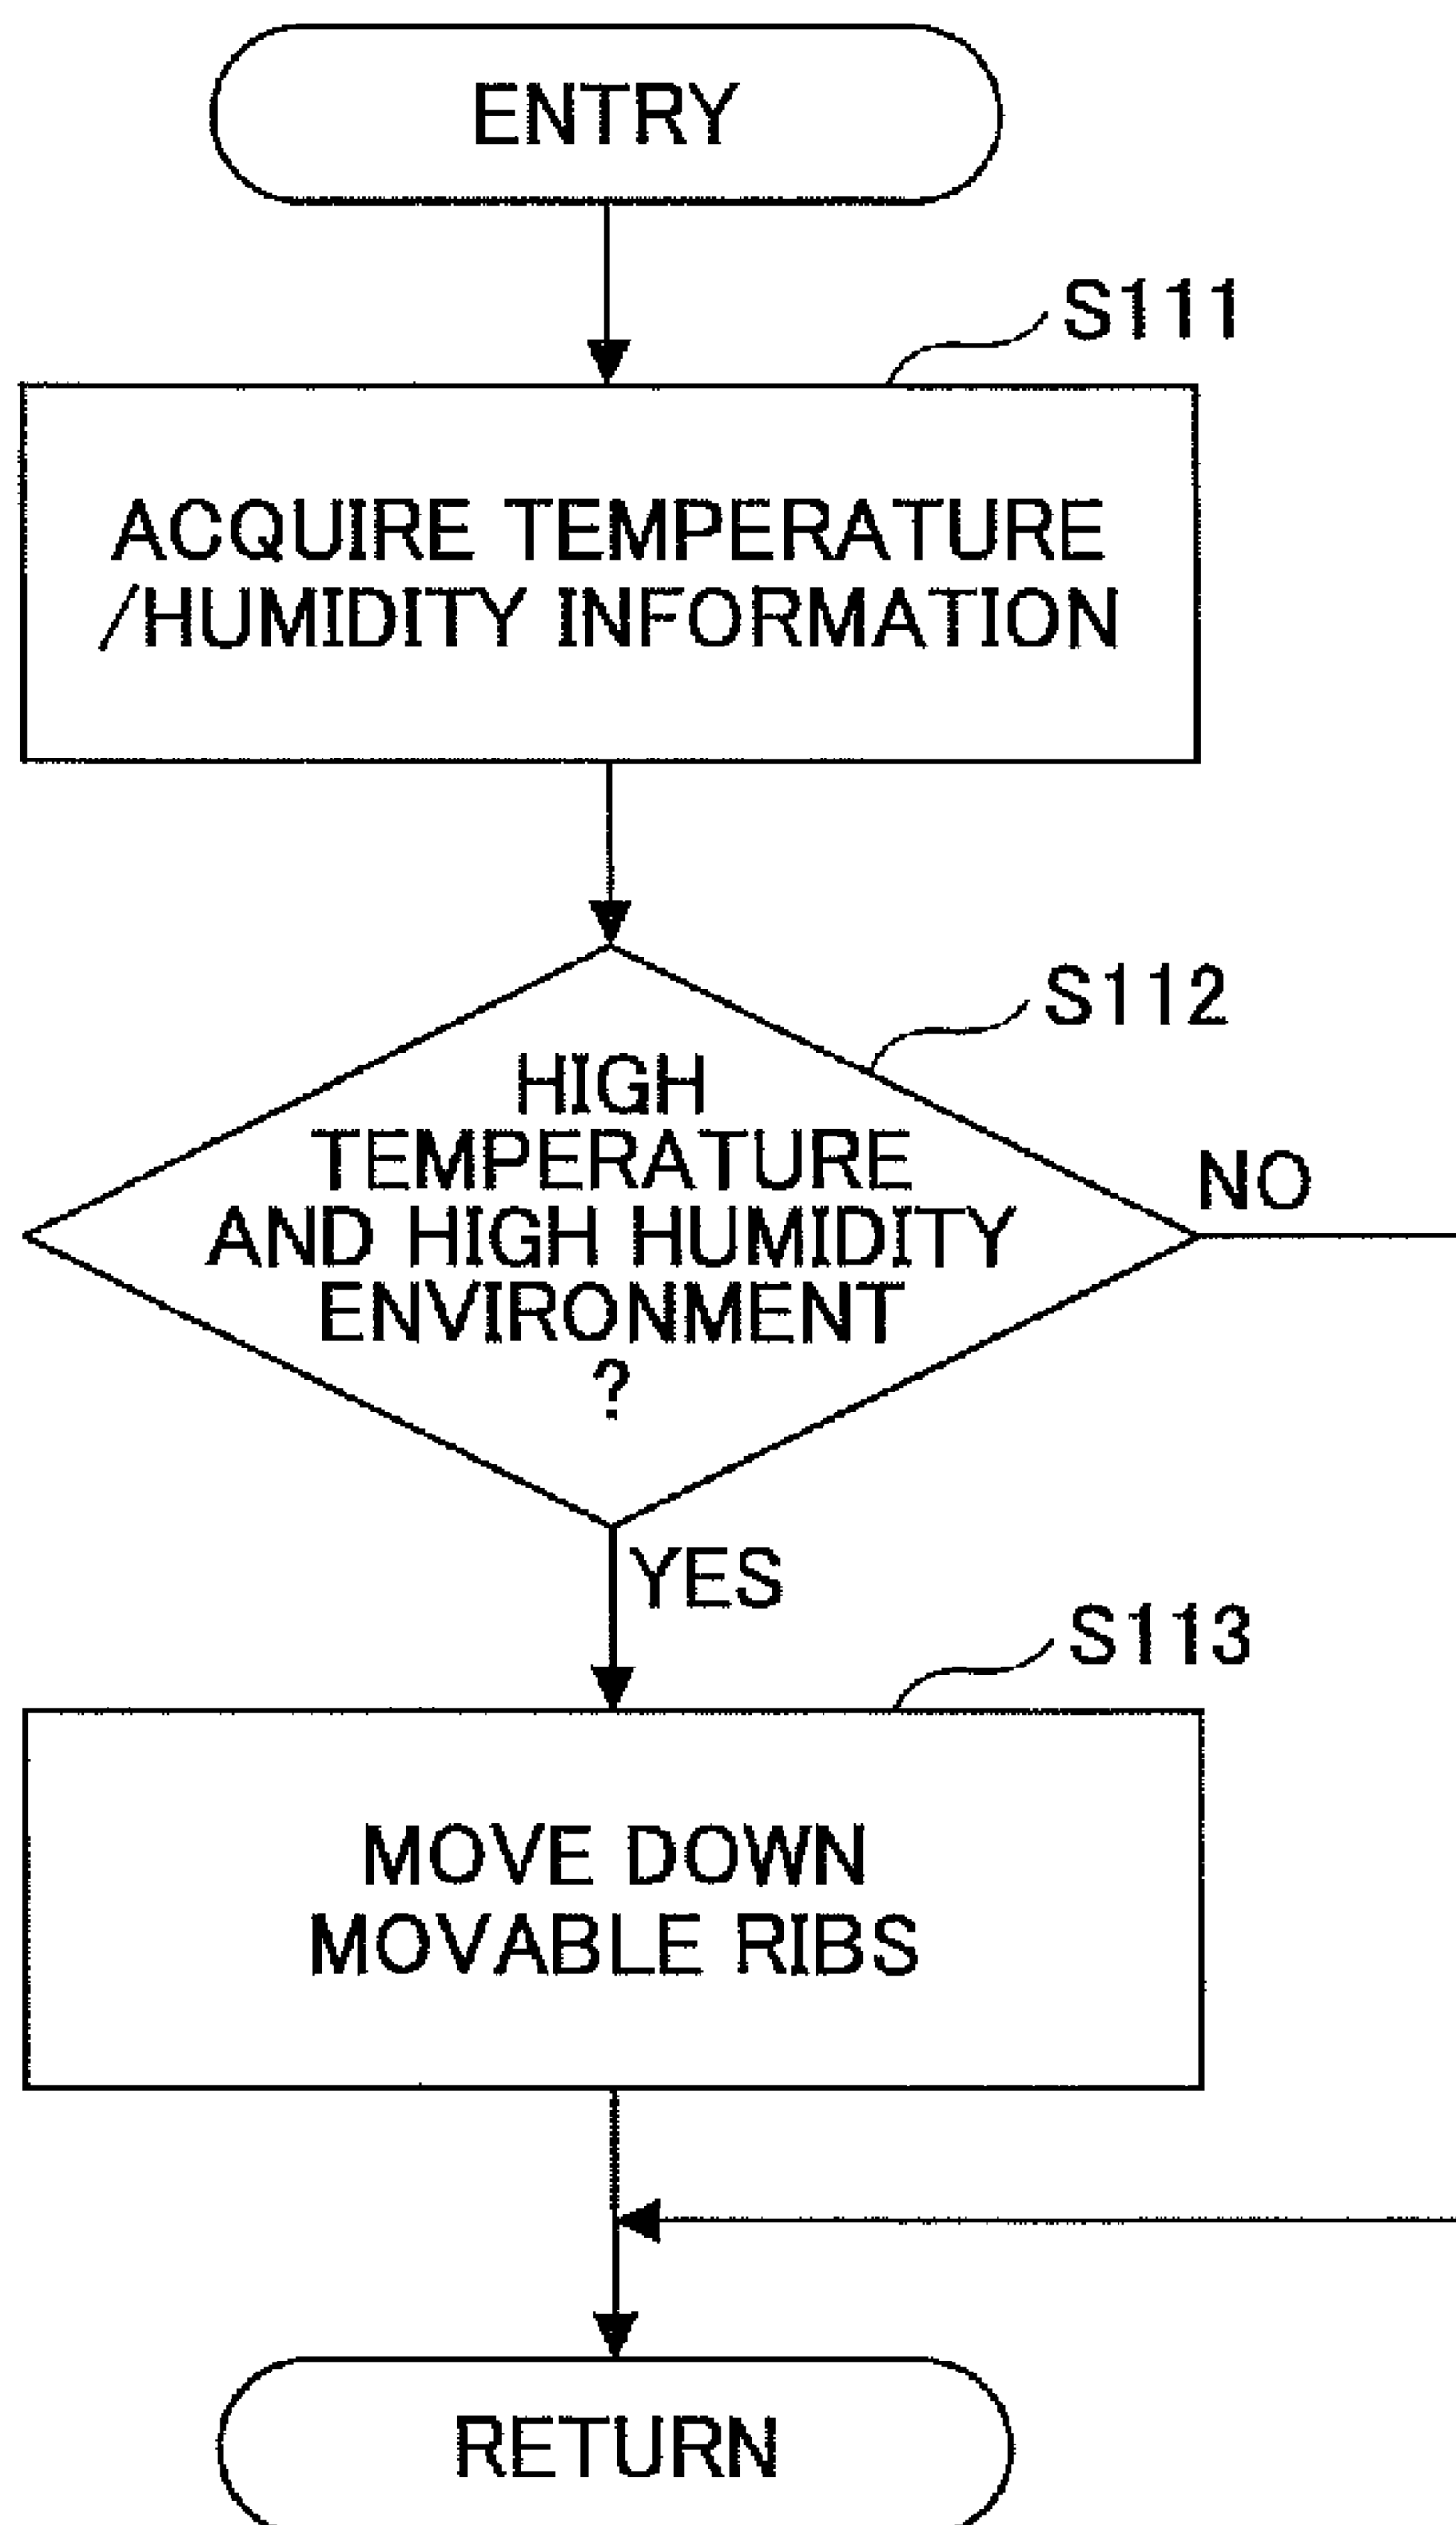 ENTRY
S111
ACQUIRE TEMPERATURE
/HUMIDITY INFORMATION
S112
HIGH
TEMPERATURE
AND HIGH HUMIDITY
ENVIRONMENT
?
NO
YES
S113
MOVE DOWN
MOVABLE RIBS
RETURN